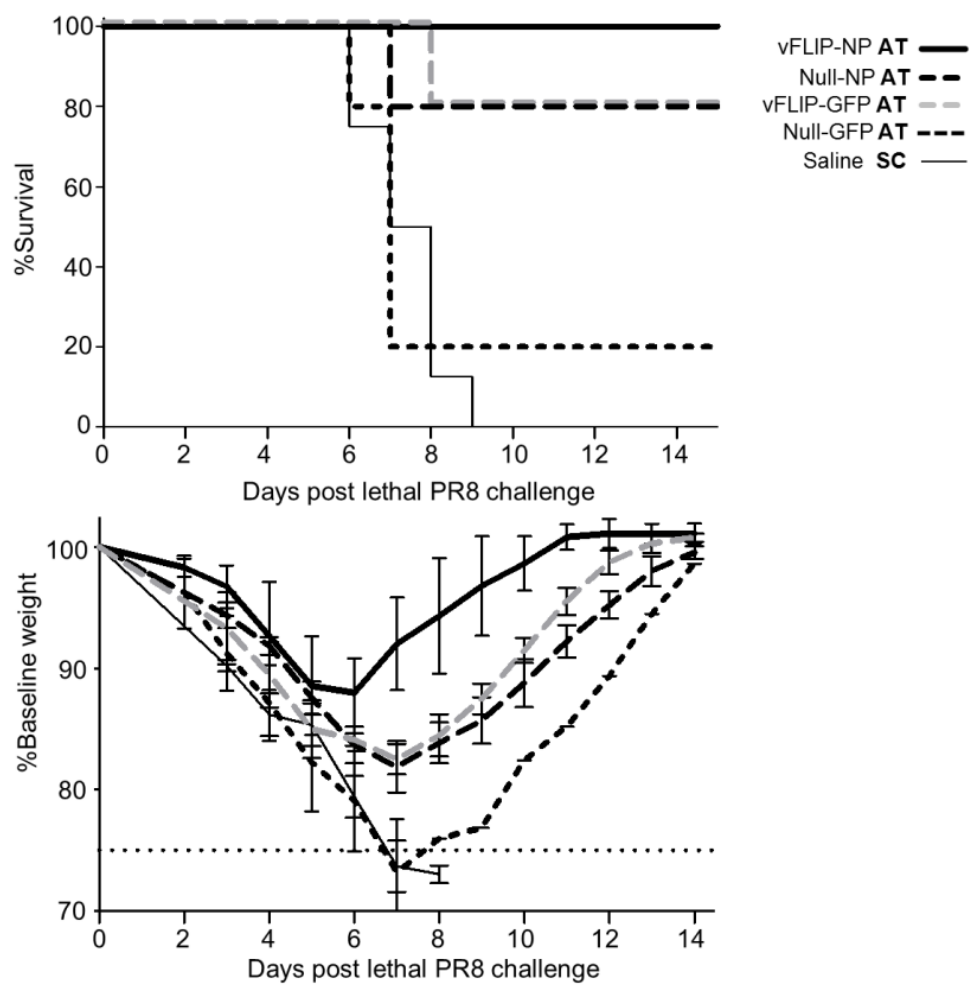 100
80
60
40
20
0
%Survival
0 2 4 6 8 10 12 14
Days post lethal PR8 challenge
vFLIP-NP AT
Null-NP AT
vFLIP-GFP AT
Null-GFP AT
Saline SC
100
90
80
70
%Baseline weight
0 2 4 6 8 10 12 14
Days post lethal PR8 challenge